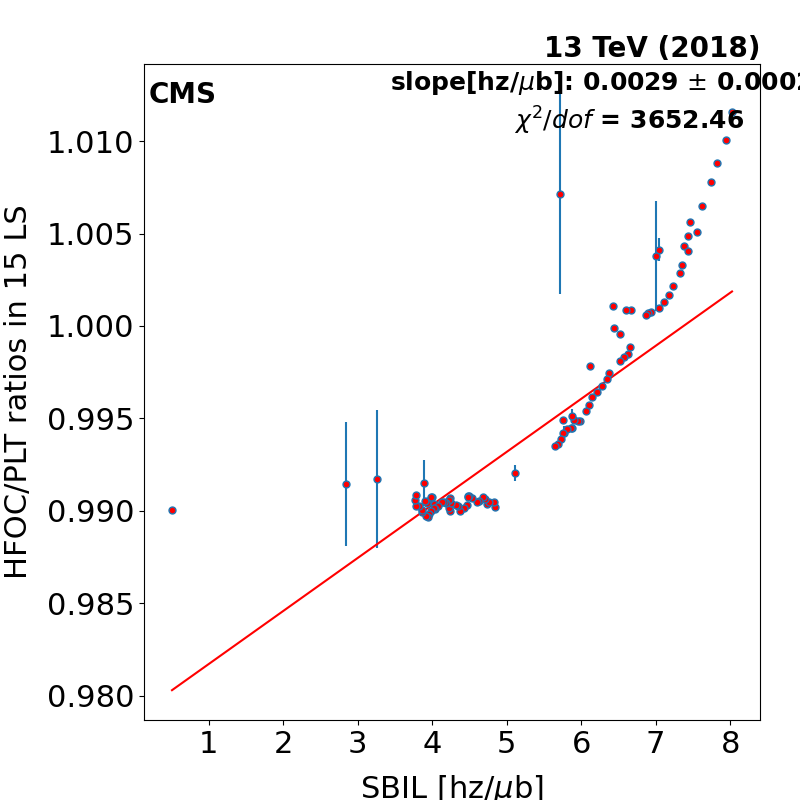 13 TeV (2018)
CMS
slope[hz/μb]: 0.0029 ± 0.0002
χ²/dof = 3652.46
HFOC/PLT ratios in 15 LS
1.010
1.005
1.000
0.995
0.990
0.985
0.980
1 2 3 4 5 6 7 8
SBIL [hz/μb]